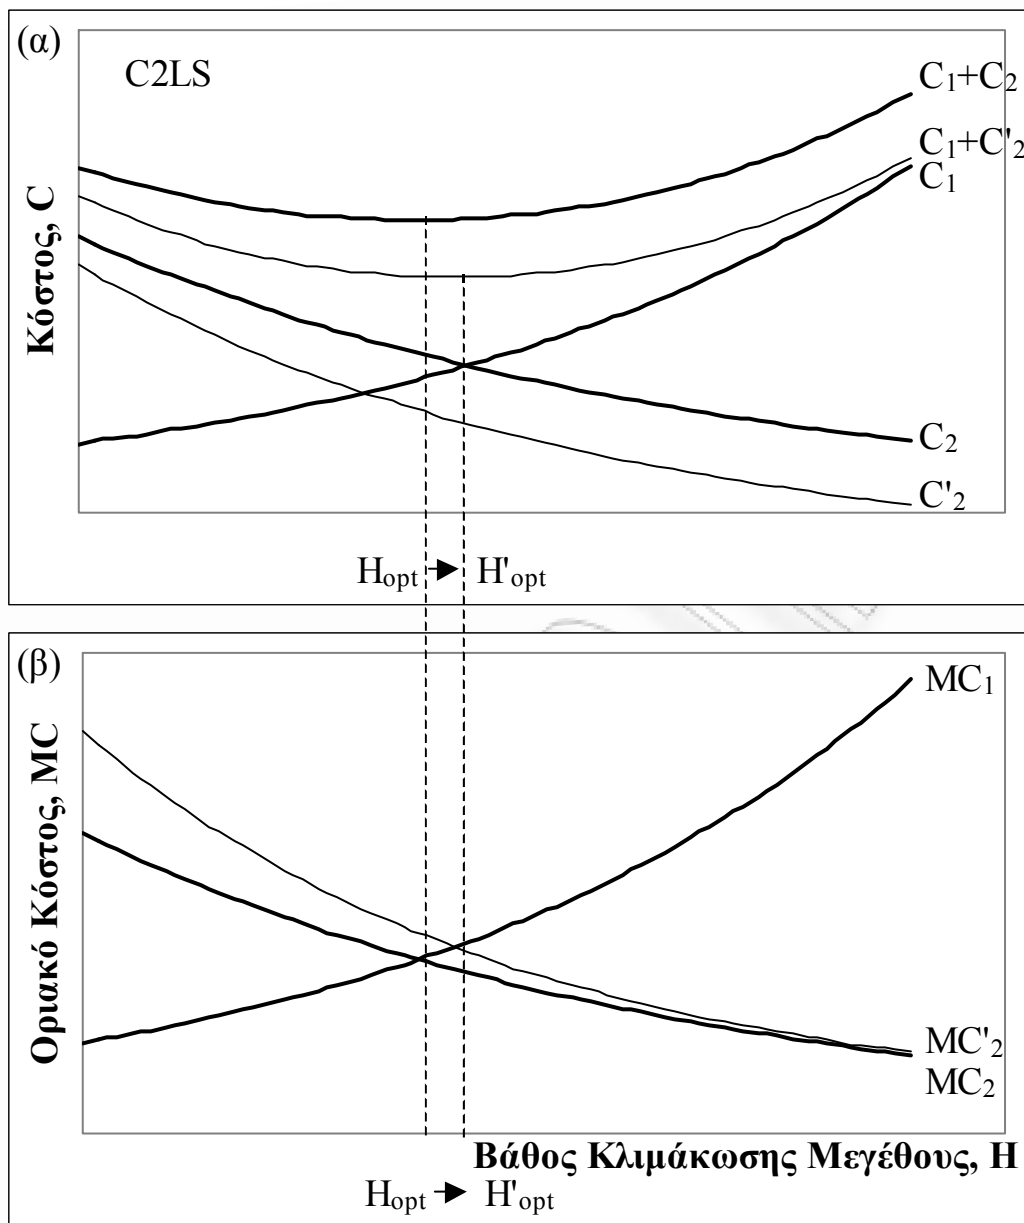 (α)
C2LS
C₁+C₂
C₁+C'₂
C₁
Κόστος, C
C₂
C'₂
Hopt
H'opt
(β)
MC₁
Οριακό Κόστος, MC
MC'₂
MC₂
Βάθος Κλιμάκωσης Μεγέθους, H
Hopt
H'opt